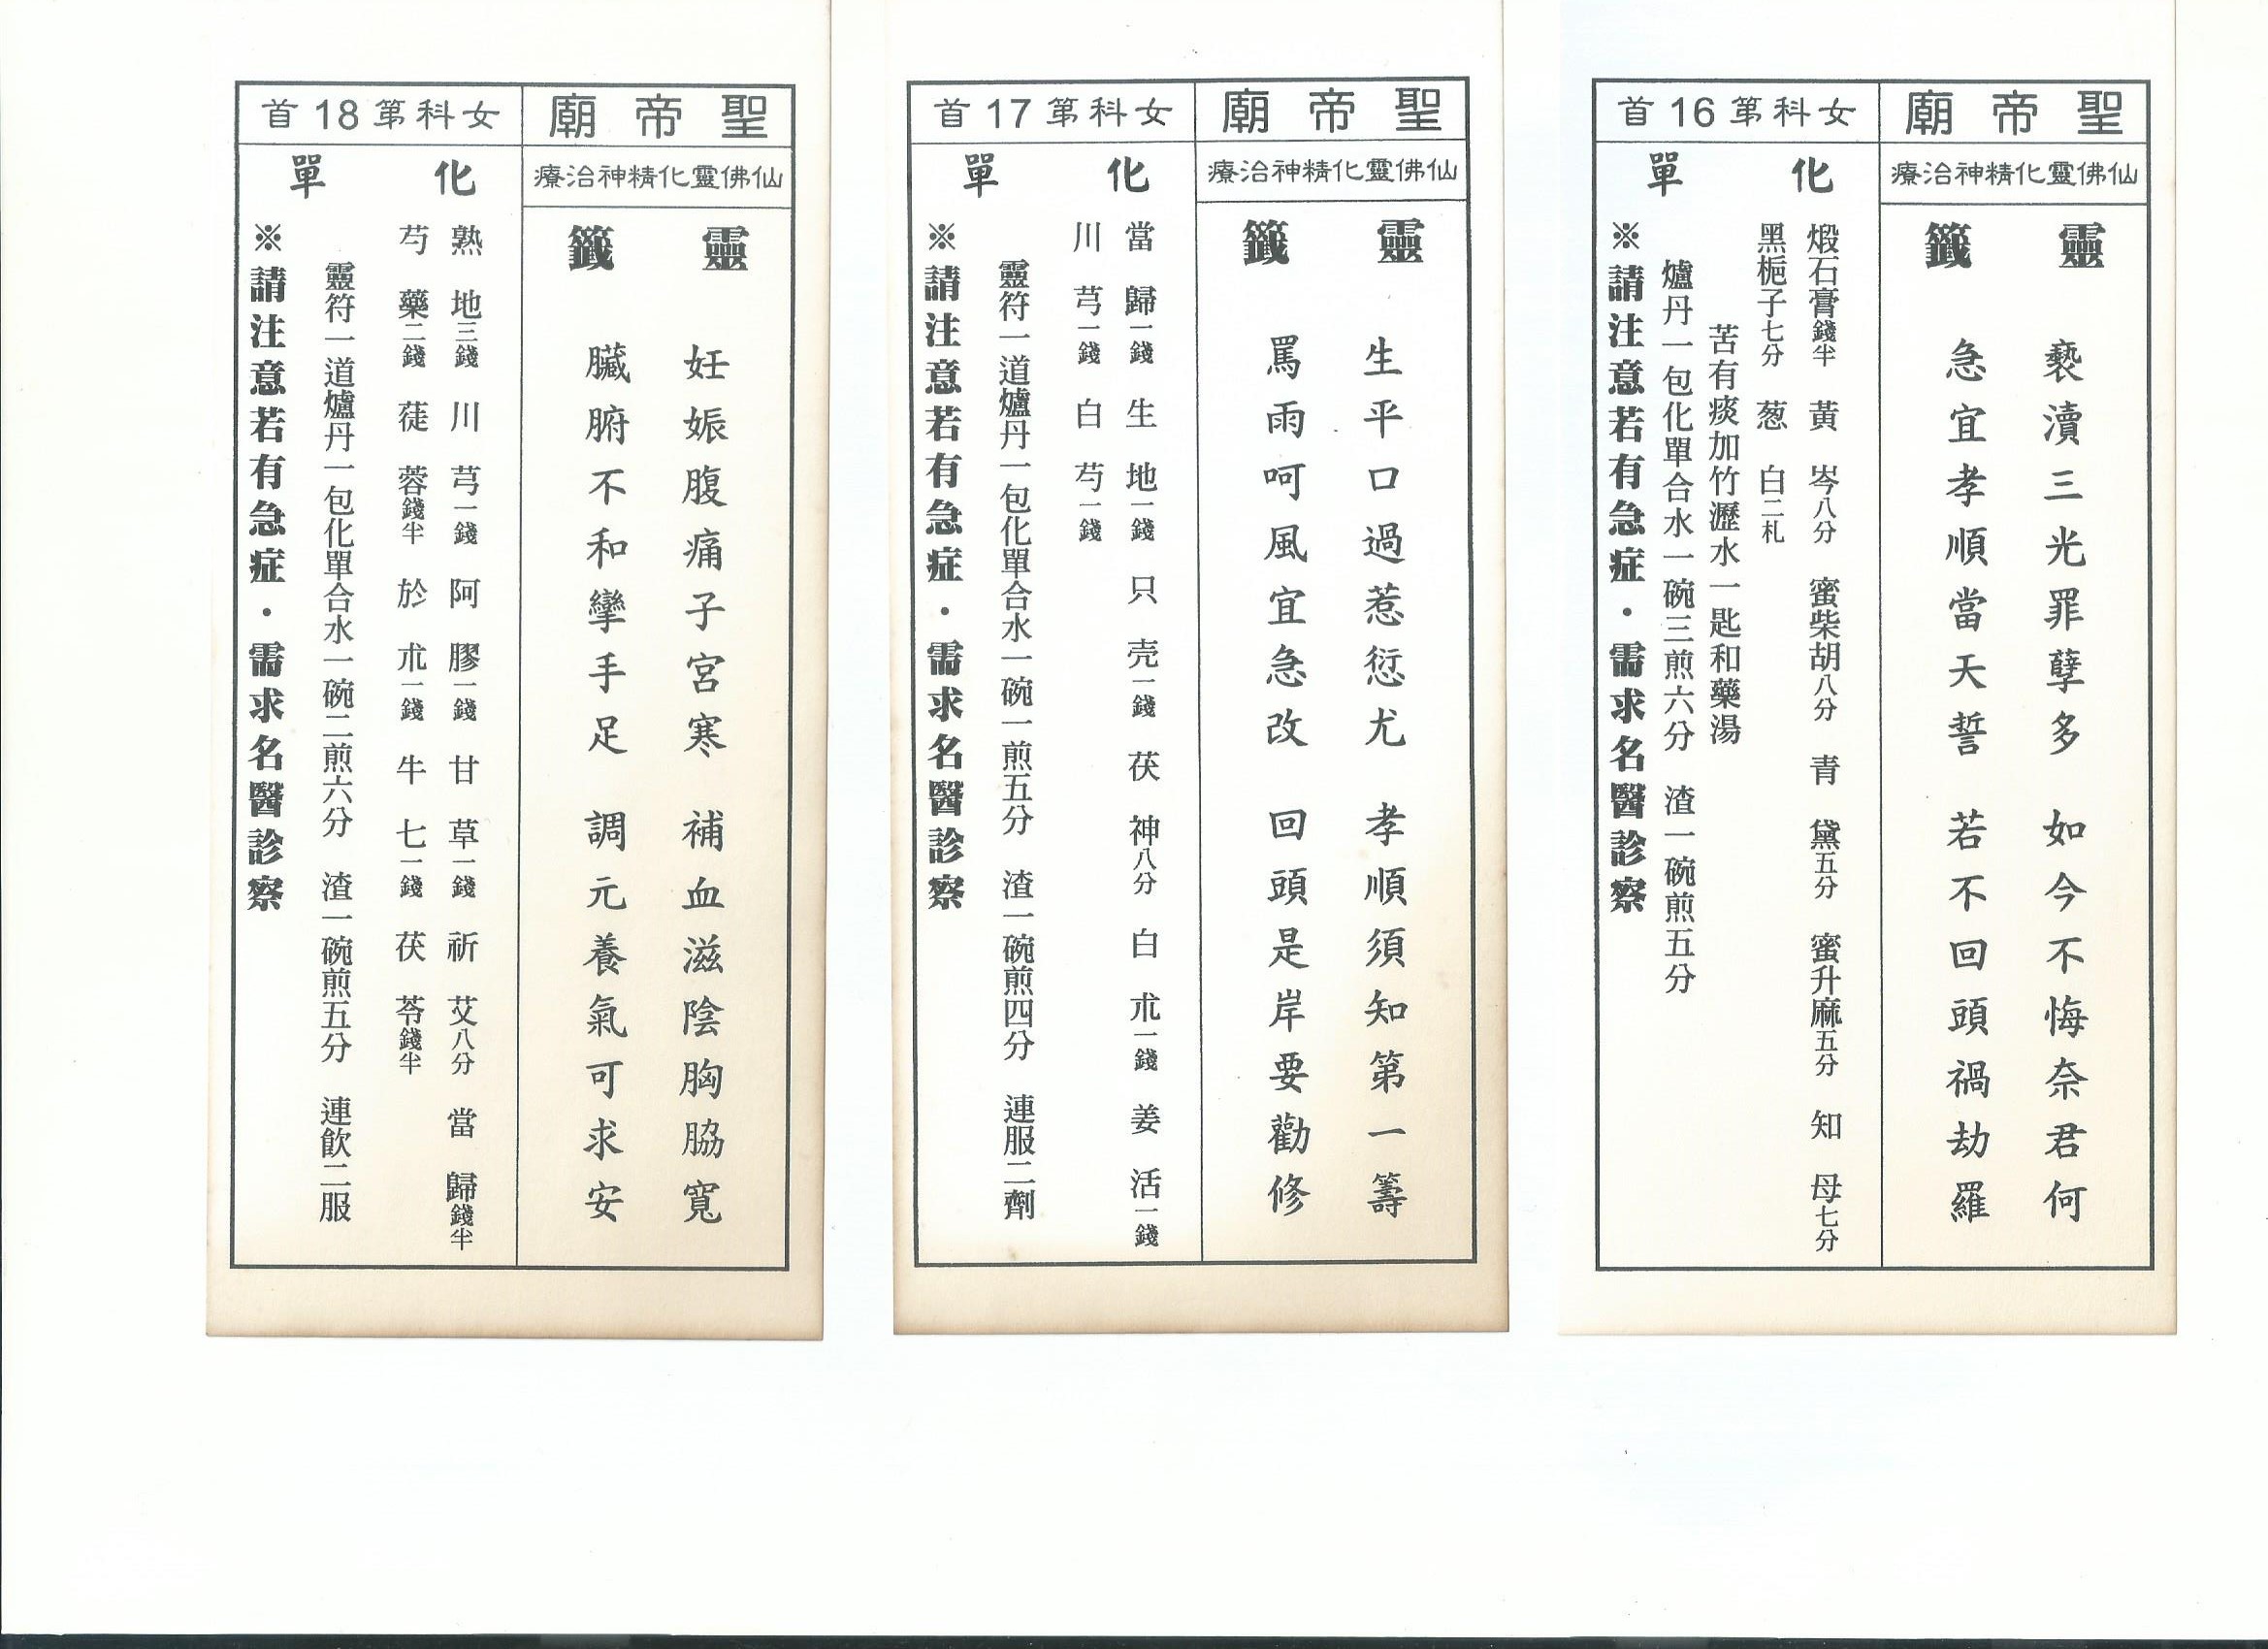 聖帝廟
女科第16首
仙佛靈化精神治療
靈籤
褻瀆三光罪孽多 如今不悔奈君何
急宜孝順當天誓 若不回頭禍劫羅
化單
煅石膏錢半 黃岑八分 蜜柴胡八分 青黛五分 蜜升麻五分 知母七分
黑梔子七分 葱白二札
苦有痰加竹瀝水一匙和藥湯
爐丹一包化單合水一碗三煎六分 渣一碗煎五分
※請注意若有急症．需求名醫診察
聖帝廟
女科第17首
仙佛靈化精神治療
靈籤
生平口過惹愆尤 孝順須知第一籌
罵雨呵風宜急改 回頭是岸要勸修
化單
當歸一錢 生地一錢 只壳一錢 茯神八分 白朮一錢 姜活一錢
川芎一錢 白芍一錢
靈符一道爐丹一包化單合水一碗一煎五分 渣一碗煎四分 連服二劑
※請注意若有急症．需求名醫診察
聖帝廟
女科第18首
仙佛靈化精神治療
靈籤
妊娠腹痛子宮寒 補血滋陰胸脇寬
臟腑不和攣手足 調元養氣可求安
化單
熟地三錢 川芎一錢 阿膠一錢 甘草一錢 祈艾八分 當歸錢半
芍藥二錢 蓗蓉錢半 於朮一錢 牛七一錢 茯苓錢半
靈符一道爐丹一包化單合水一碗二煎六分 渣一碗煎五分 連飲二服
※請注意若有急症．需求名醫診察